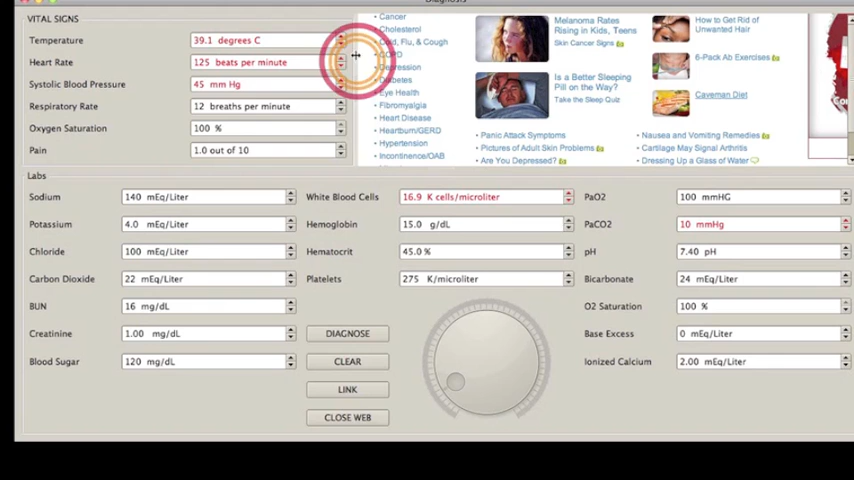 Diagnosis
VITAL SIGNS
Temperature 39.1 degrees C
Heart Rate 125 beats per minute
Systolic Blood Pressure 45 mm Hg
Respiratory Rate 12 breaths per minute
Oxygen Saturation 100 %
Pain 1.0 out of 10
Cancer
Cholesterol
Cold, Flu, & Cough
COPD
Depression
Diabetes
Eye Health
Fibromyalgia
Heart Disease
Heartburn/GERD
Hypertension
Incontinence/OAB
Melanoma Rates
Rising in Kids, Teens
Skin Cancer Signs
Is a Better Sleeping
Pill on the Way?
Take the Sleep Quiz
How to Get Rid of
Unwanted Hair
6-Pack Ab Exercises
Caveman Diet
Panic Attack Symptoms
Pictures of Adult Skin Problems
Are You Depressed?
Nausea and Vomiting Remedies
Cartilage May Signal Arthritis
Dressing Up a Glass of Water
Labs
Sodium 140 mEq/Liter
Potassium 4.0 mEq/Liter
Chloride 100 mEq/Liter
Carbon Dioxide 22 mEq/Liter
BUN 16 mg/dL
Creatinine 1.00 mg/dL
Blood Sugar 120 mg/dL
White Blood Cells 16.9 K cells/microliter
Hemoglobin 15.0 g/dL
Hematocrit 45.0 %
Platelets 275 K/microliter
DIAGNOSE
CLEAR
LINK
CLOSE WEB
PaO2 100 mmHG
PaCO2 10 mmHg
pH 7.40 pH
Bicarbonate 24 mEq/Liter
O2 Saturation 100 %
Base Excess 0 mEq/Liter
Ionized Calcium 2.00 mEq/Liter